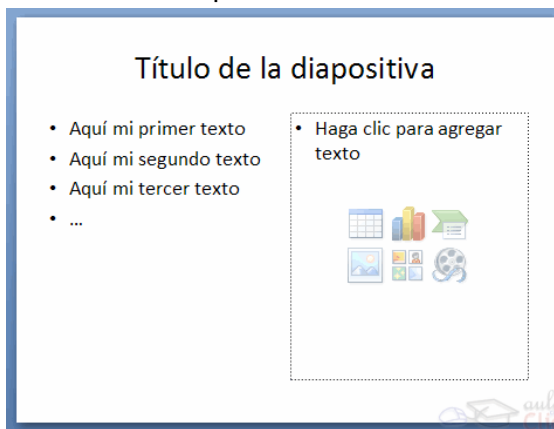 Título de la diapositiva
• Aquí mi primer texto
• Aquí mi segundo texto
• Aquí mi tercer texto
• ...
• Haga clic para agregar
texto